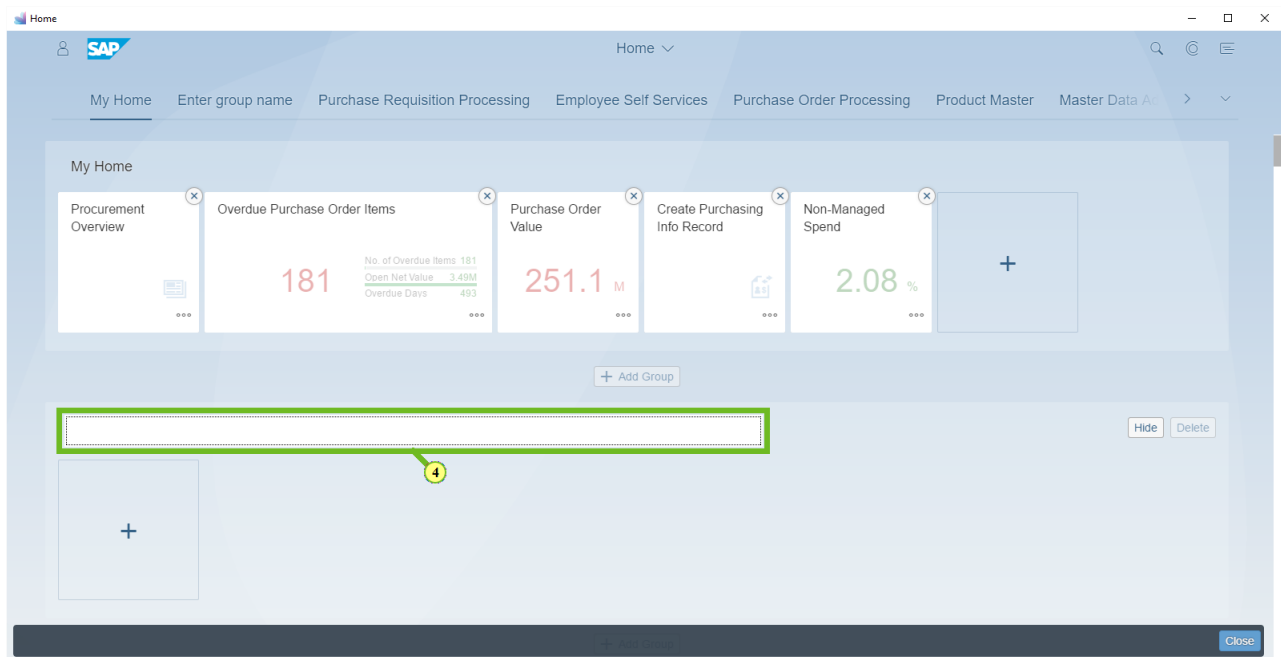 Home
SAP
Home
My Home Enter group name Purchase Requisition Processing Employee Self Services Purchase Order Processing Product Master Master Data
My Home
Procurement Overview
Overdue Purchase Order Items
181
No. of Overdue Items 181
Open Net Value 3.49M
Overdue Days 493
Purchase Order Value
251.1 M
Create Purchasing Info Record
Non-Managed Spend
2.08 %
+ Add Group
Hide Delete
4
+ Add Group
Close